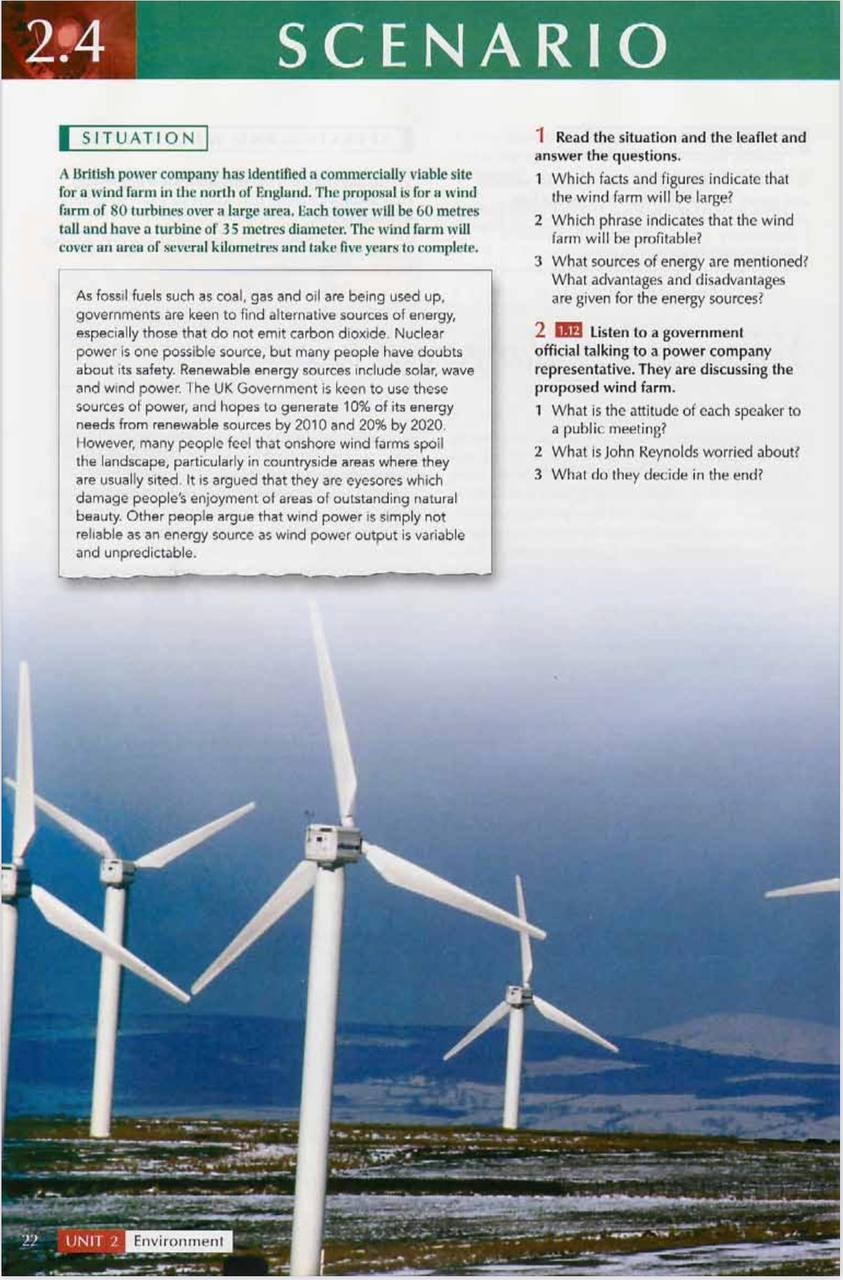 2.4
SCENARIO
SITUATION
A British power company has identified a commercially viable site
for a wind farm in the north of England. The proposal is for a wind
farm of 80 turbines over a large area. Each tower will be 60 metres
tall and have a turbine of 35 metres diameter. The wind farm will
cover an area of several kilometres and take five years to complete.
As fossil fuels such as coal, gas and oil are being used up,
governments are keen to find alternative sources of energy,
especially those that do not emit carbon dioxide. Nuclear
power is one possible source, but many people have doubts
about its safety. Renewable energy sources include solar, wave
and wind power. The UK Government is keen to use these
sources of power, and hopes to generate 10% of its energy
needs from renewable sources by 2010 and 20% by 2020.
However, many people feel that onshore wind farms spoil
the landscape, particularly in countryside areas where they
are usually sited. It is argued that they are eyesores which
damage people's enjoyment of areas of outstanding natural
beauty. Other people argue that wind power is simply not
reliable as an energy source as wind power output is variable
and unpredictable.
1 Read the situation and the leaflet and
answer the questions.
1 Which facts and figures indicate that
the wind farm will be large?
2 Which phrase indicates that the wind
farm will be profitable?
3 What sources of energy are mentioned?
What advantages and disadvantages
are given for the energy sources?
2 1.12 Listen to a government
official talking to a power company
representative. They are discussing the
proposed wind farm.
1 What is the attitude of each speaker to
a public meeting?
2 What is John Reynolds worried about?
3 What do they decide in the end?
22 UNIT 2 Environment